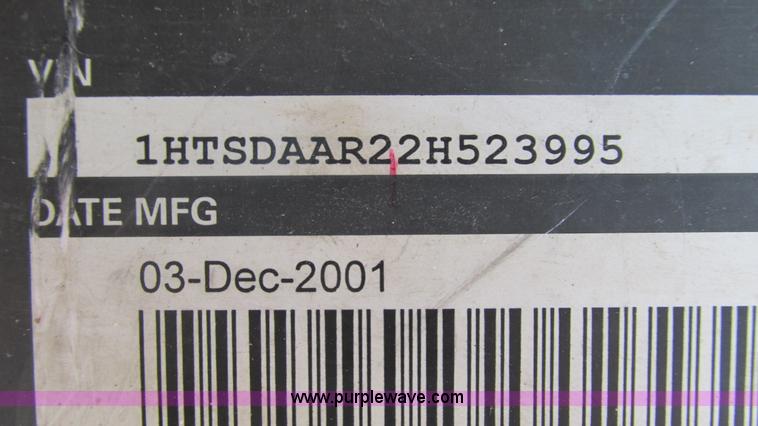 VIN
1HTSDAAR22H523995
DATE MFG
03-Dec-2001
www.purplewave.com